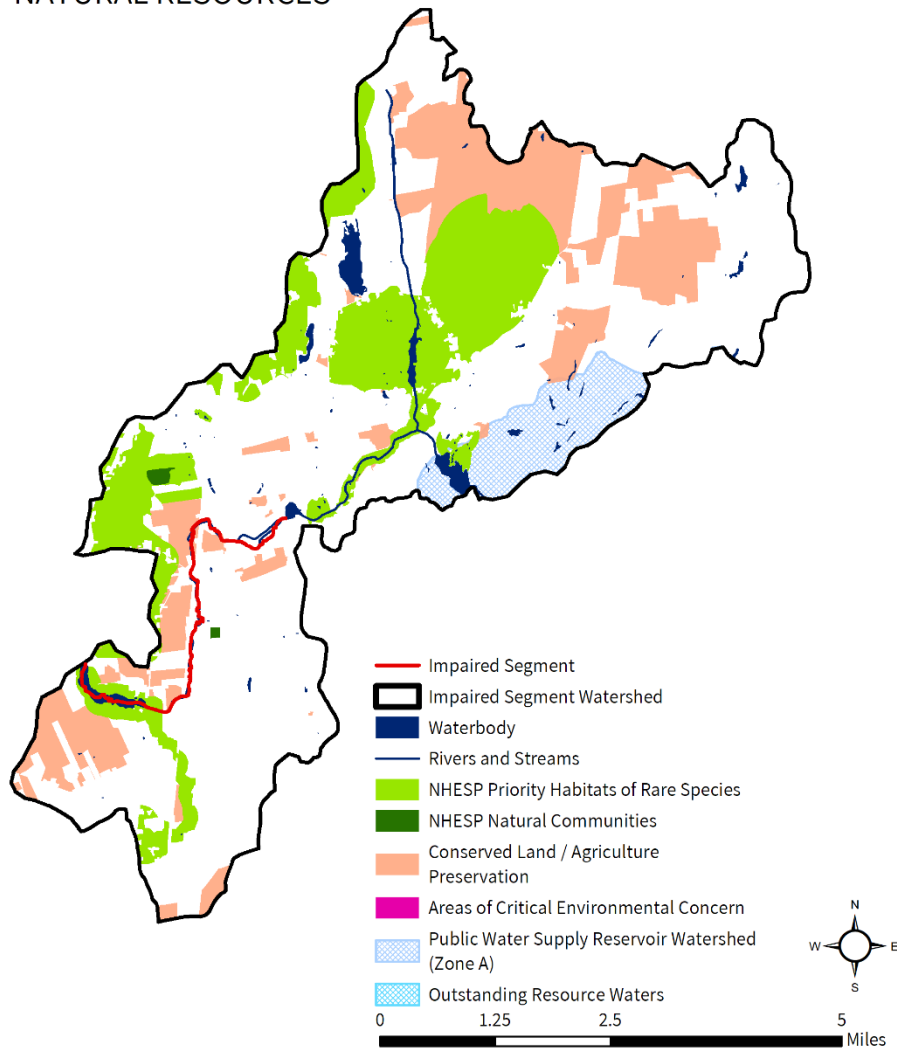 NATURAL RESOURCES
Impaired Segment
Impaired Segment Watershed
Waterbody
Rivers and Streams
NHESP Priority Habitats of Rare Species
NHESP Natural Communities
Conserved Land / Agriculture
Preservation
Areas of Critical Environmental Concern
Public Water Supply Reservoir Watershed
(Zone A)
Outstanding Resource Waters
N
W E
S
0 1.25 2.5 5
Miles